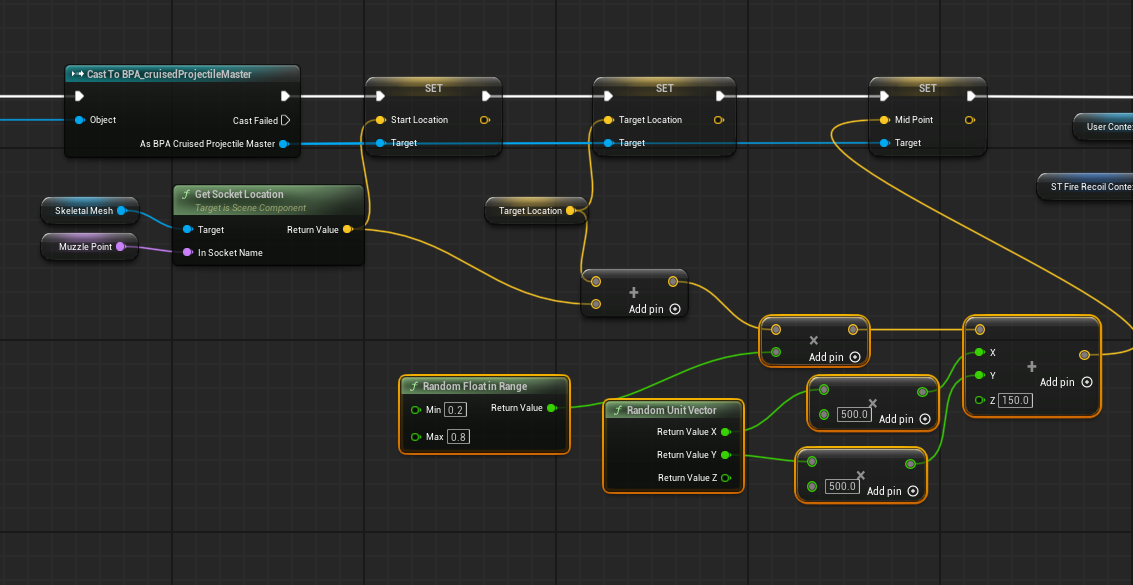 Cast To BPA_cruisedProjectileMaster
Object
Cast Failed
As BPA Cruised Projectile Master
SET
Start Location
Target
SET
Target Location
Target
SET
Mid Point
Target
User Conte
ST Fire Recoil Conte
Get Socket Location
Target is Scene Component
Target
Return Value
In Socket Name
Skeletal Mesh
Muzzle Point
Target Location
+
Add pin
×
Add pin
X
Y
Z 150.0
+
Add pin
Random Float in Range
Min 0.2
Return Value
Max 0.8
Random Unit Vector
Return Value X
Return Value Y
Return Value Z
×
500.0
Add pin
×
500.0
Add pin